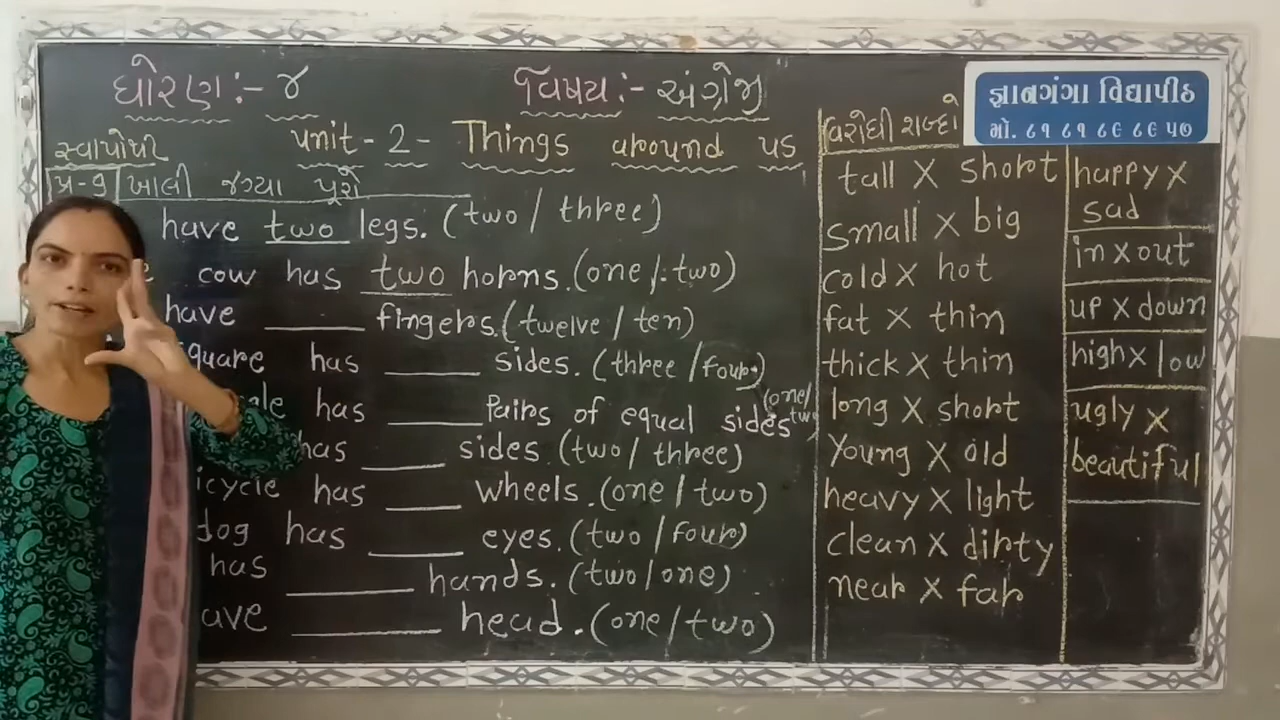 ધોરણ :- ૪
વિષય :- અંગ્રેજી
સ્વાપોથી
unit - 2 - Things around us
પ્ર-૧ ખાલી જગ્યા પૂરો
have two legs. (two / three)
cow has two horns. (one / two)
have ____ fingers. (twelve / ten)
square has ____ sides. (three / four)
has ____ Pairs of equal sides (one/two)
has ____ sides. (two / three)
icycle has ____ wheels. (one / two)
dog has ____ eyes. (two / four)
has ____ hands. (two / one)
ave ____ head. (one / two)
વિરોધી શબ્દો
tall X short
small X big
cold X hot
fat X thin
thick X thin
long X short
Young X old
heavy X light
clean X dirty
near X far
happy X
sad
in X out
up X down
high X low
ugly X
beautiful
જ્ઞાનગંગા વિદ્યાપીઠ
મો. ૮૧ ૮૧ ૮૯ ૮૯ ૫૭